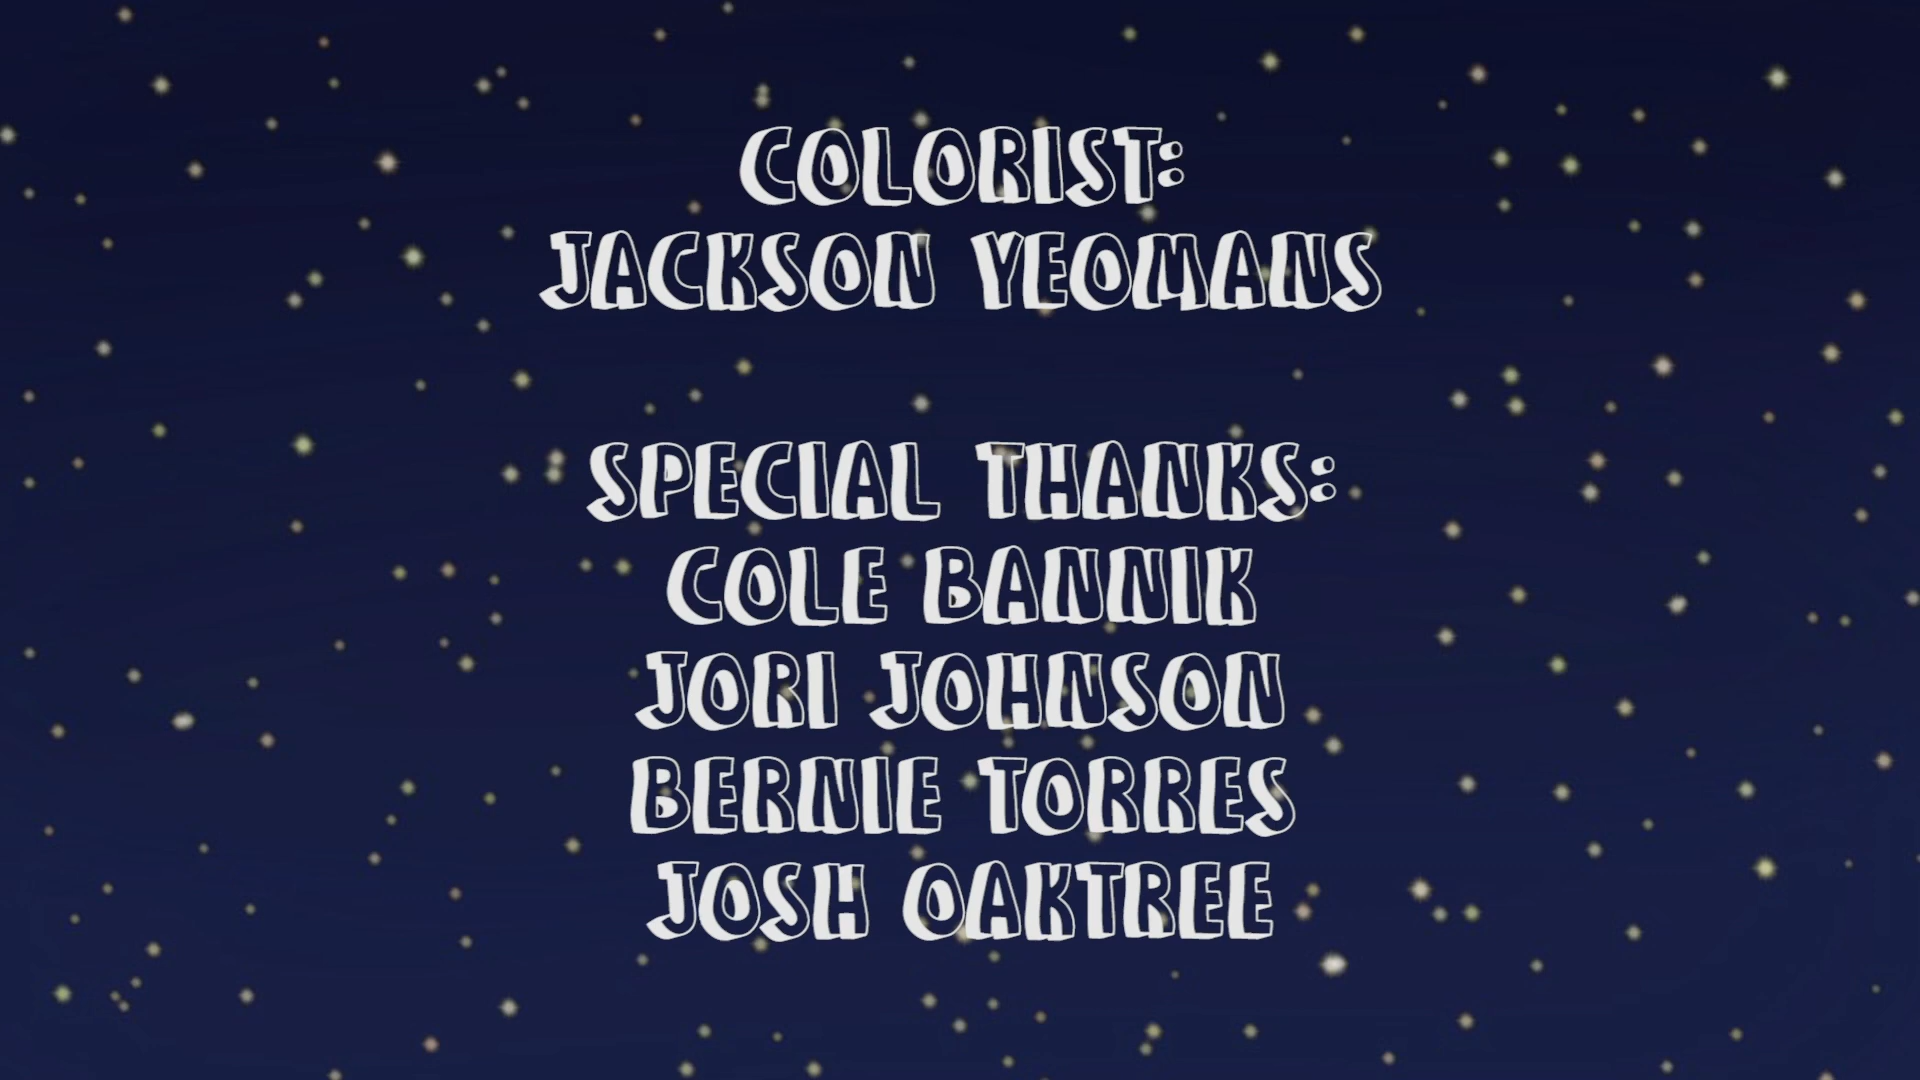 COLORIST:
JACKSON YEOMANS
SPECIAL THANKS:
COLE BANNIK
JORI JOHNSON
BERNIE TORRES
JOSH OAKTREE